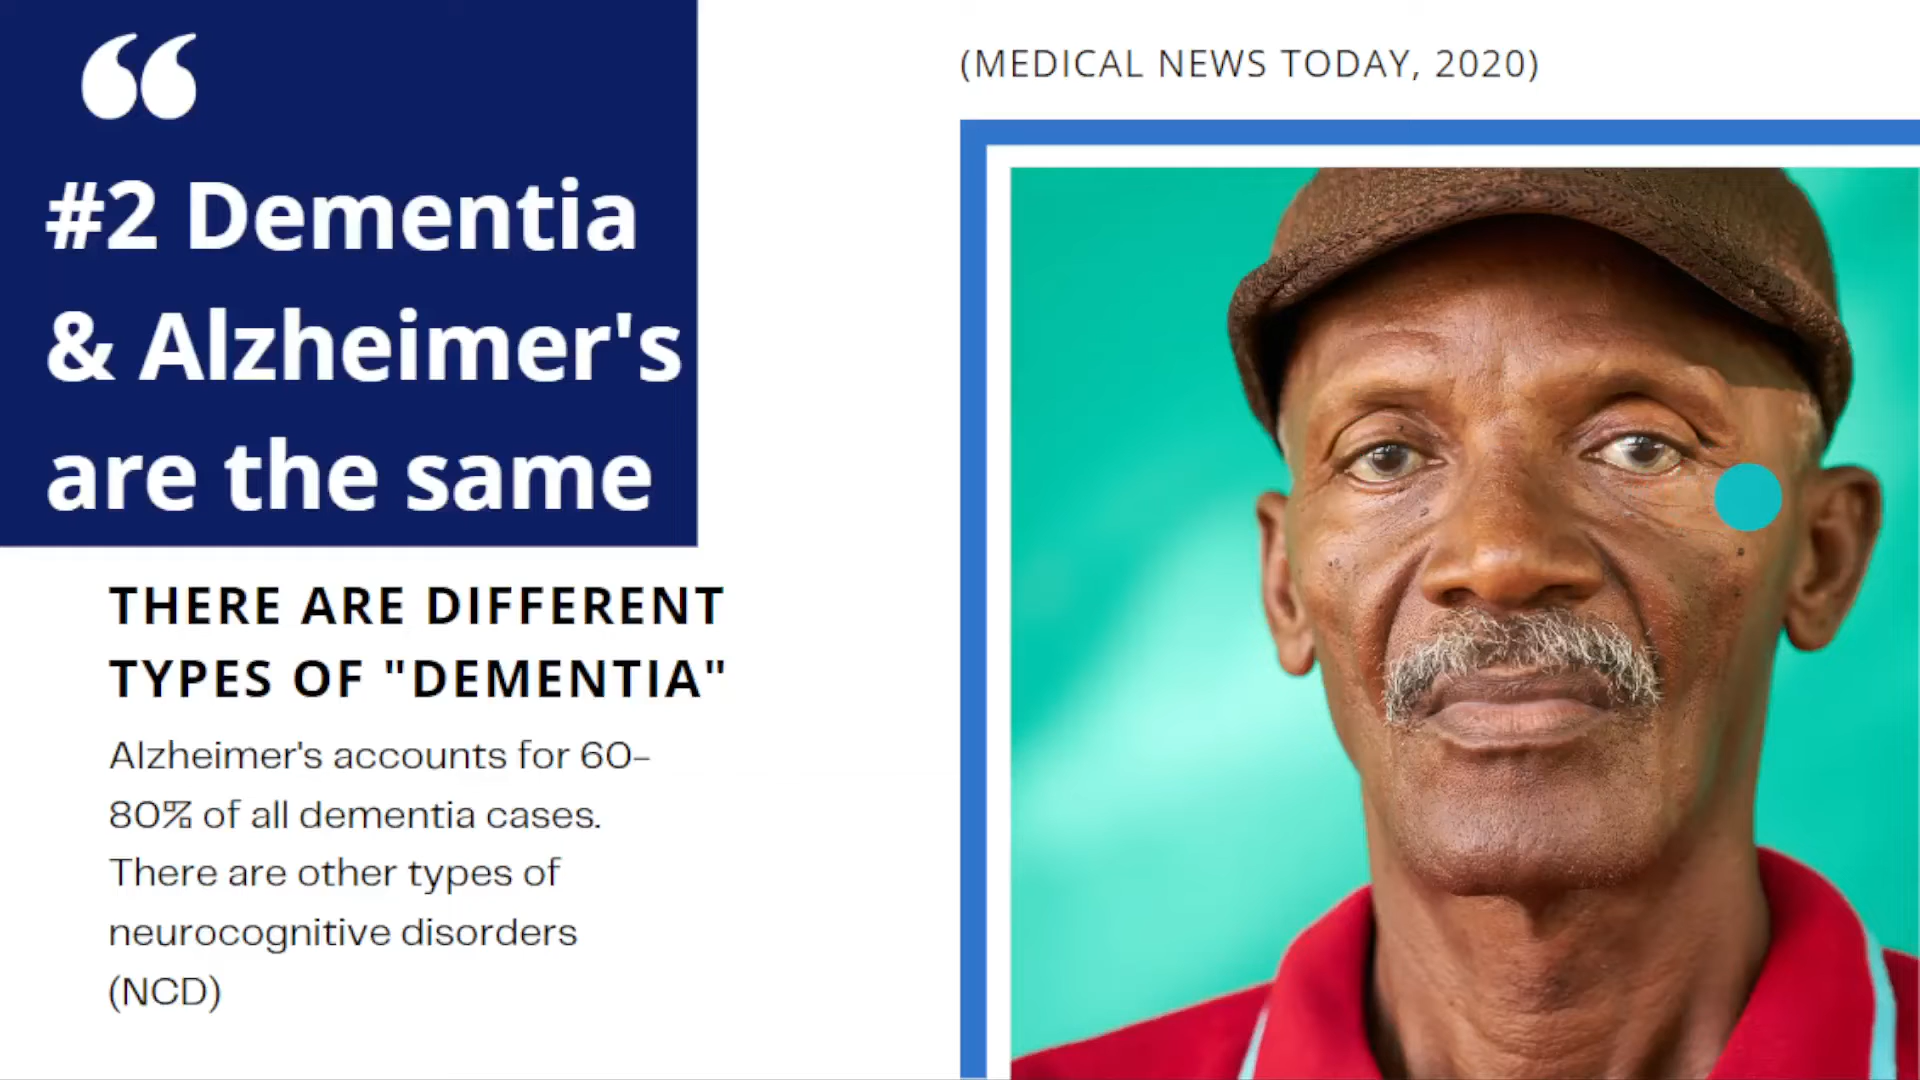 “
#2 Dementia
& Alzheimer's
are the same
(MEDICAL NEWS TODAY, 2020)
THERE ARE DIFFERENT
TYPES OF "DEMENTIA"
Alzheimer's accounts for 60–
80% of all dementia cases.
There are other types of
neurocognitive disorders
(NCD)